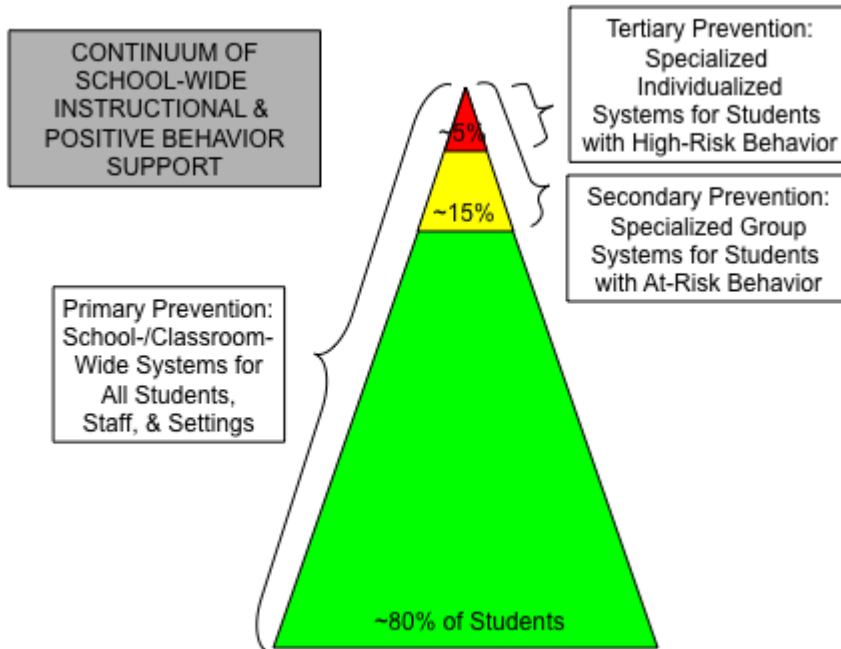 CONTINUUM OF
SCHOOL-WIDE
INSTRUCTIONAL &
POSITIVE BEHAVIOR
SUPPORT
Tertiary Prevention:
Specialized
Individualized
Systems for Students
with High-Risk Behavior
~5%
~15%
Secondary Prevention:
Specialized Group
Systems for Students
with At-Risk Behavior
Primary Prevention:
School-/Classroom-
Wide Systems for
All Students,
Staff, & Settings
~80% of Students